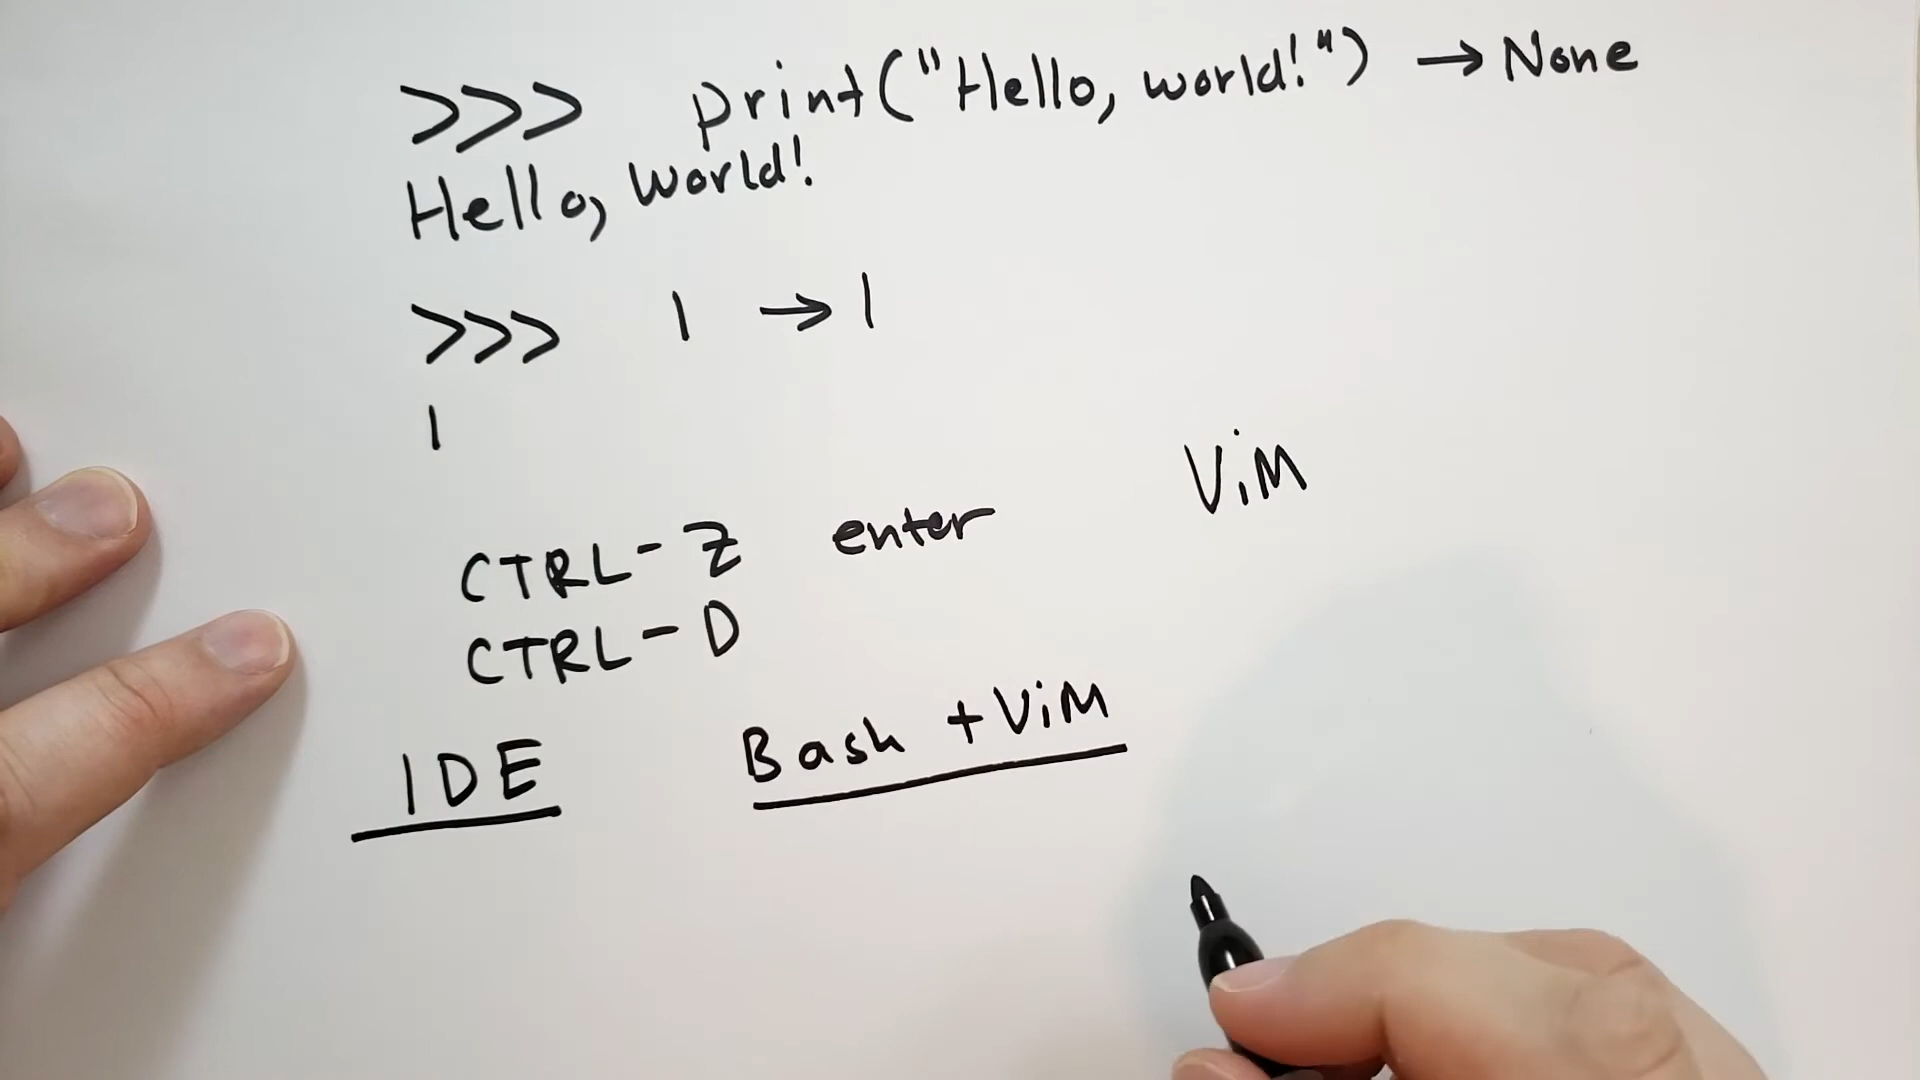 >>> print("Hello, world!") → None
Hello, world!
>>> 1 → 1
1
ViM
CTRL-Z enter
CTRL-D
IDE Bash + ViM